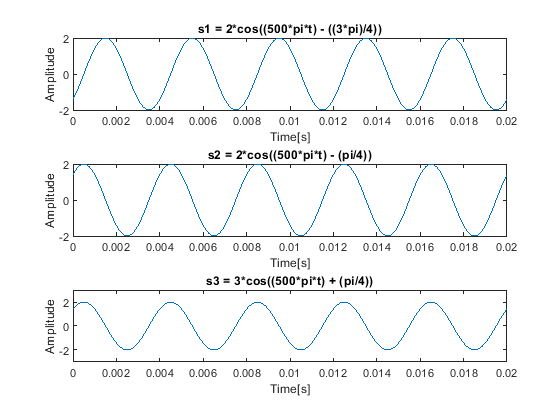 s1 = 2*cos((500*pi*t) - ((3*pi)/4))
2
0
-2
Amplitude
0 0.002 0.004 0.006 0.008 0.01 0.012 0.014 0.016 0.018 0.02
Time[s]
s2 = 2*cos((500*pi*t) - (pi/4))
2
0
-2
Amplitude
0 0.002 0.004 0.006 0.008 0.01 0.012 0.014 0.016 0.018 0.02
Time[s]
s3 = 3*cos((500*pi*t) + (pi/4))
2
0
-2
Amplitude
0 0.002 0.004 0.006 0.008 0.01 0.012 0.014 0.016 0.018 0.02
Time[s]